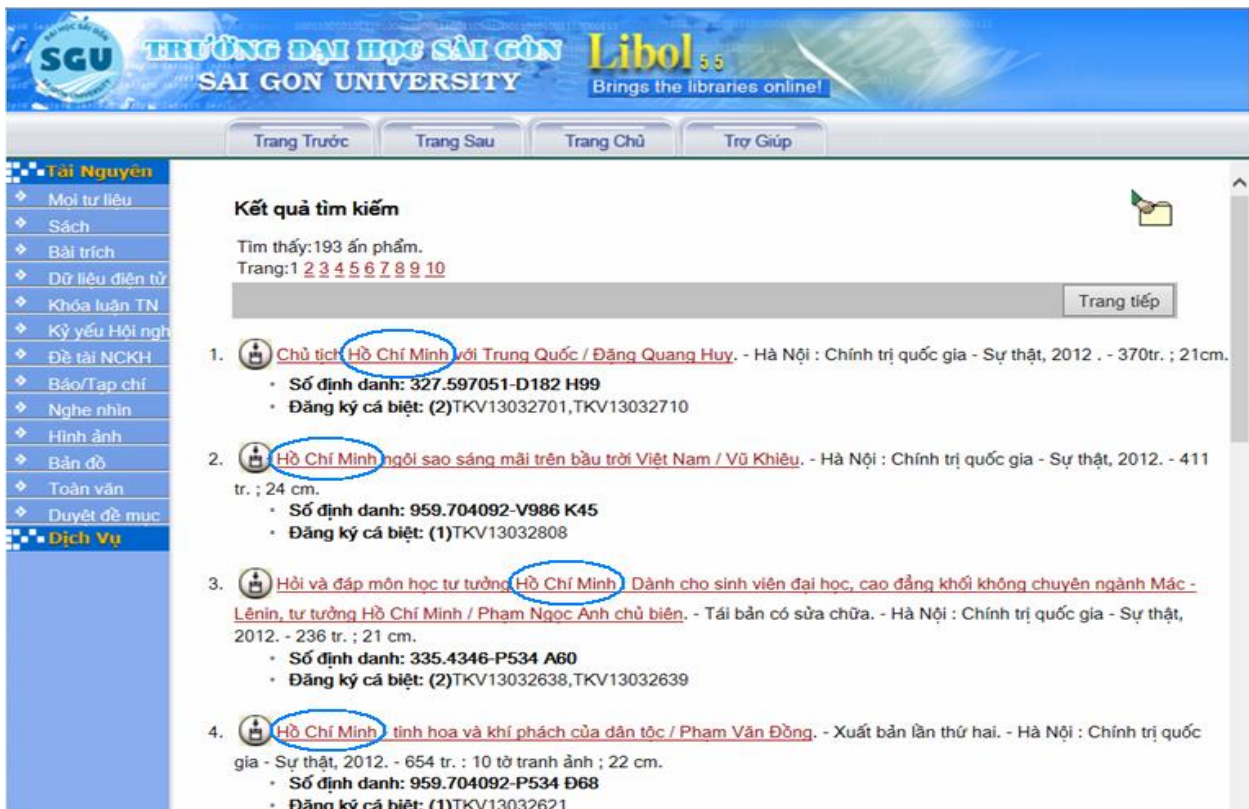 SGU
TRƯỜNG ĐẠI HỌC SÀI GÒN
SAI GON UNIVERSITY
Libol 5.5
Brings the libraries online!
Trang Trước Trang Sau Trang Chủ Trợ Giúp
Tài Nguyên
Mọi tư liệu
Sách
Bài trích
Dữ liệu điện tử
Khóa luận TN
Kỷ yếu Hội ngh
Đề tài NCKH
Báo/Tạp chí
Nghe nhìn
Hình ảnh
Bản đồ
Toàn văn
Duyệt đề mục
Dịch Vụ
Kết quả tìm kiếm
Tìm thấy:193 ấn phẩm.
Trang:1 2 3 4 5 6 7 8 9 10
Trang tiếp
1. Chủ tịch Hồ Chí Minh với Trung Quốc / Đặng Quang Huy. - Hà Nội : Chính trị quốc gia - Sự thật, 2012 . - 370tr. ; 21cm.
• Số định danh: 327.597051-D182 H99
• Đăng ký cá biệt: (2)TKV13032701,TKV13032710
2. Hồ Chí Minh ngôi sao sáng mãi trên bầu trời Việt Nam / Vũ Khiêu. - Hà Nội : Chính trị quốc gia - Sự thật, 2012. - 411
tr. ; 24 cm.
• Số định danh: 959.704092-V986 K45
• Đăng ký cá biệt: (1)TKV13032808
3. Hỏi và đáp môn học tư tưởng Hồ Chí Minh : Dành cho sinh viên đại học, cao đẳng khối không chuyên ngành Mác -
Lênin, tư tưởng Hồ Chí Minh / Phạm Ngọc Anh chủ biên. - Tái bản có sửa chữa. - Hà Nội : Chính trị quốc gia - Sự thật,
2012. - 236 tr. ; 21 cm.
• Số định danh: 335.4346-P534 A60
• Đăng ký cá biệt: (2)TKV13032638,TKV13032639
4. Hồ Chí Minh - tinh hoa và khí phách của dân tộc / Phạm Văn Đồng. - Xuất bản lần thứ hai. - Hà Nội : Chính trị quốc
gia - Sự thật, 2012. - 654 tr. : 10 tờ tranh ảnh ; 22 cm.
• Số định danh: 959.704092-P534 Đ68
• Đăng ký cá biệt: (1)TKV13032621